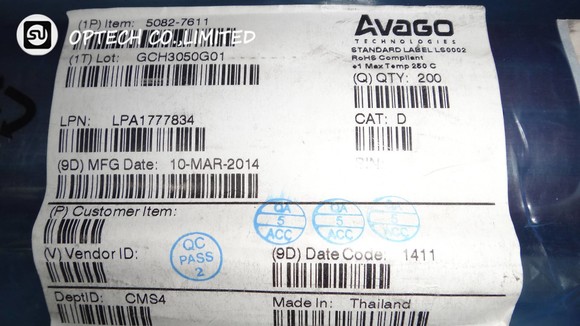 SU OPTECH CO.,LIMITED
(1P) Item: 5082-7611
AVAGO
TECHNOLOGIES
STANDARD LABEL LS0002
RoHS Compliant
e1 Max Temp 250 C
(1T) Lot: GCH3050G01
(Q) QTY: 200
LPN: LPA1777834
CAT: D
BIN:
(9D) MFG Date: 10-MAR-2014
(P) Customer Item:
QA 5 ACC
QA 5 ACC
QA 5 ACC
(V) Vendor ID:
QC PASS 2
(9D) Date Code: 1411
DeptID: CMS4
Made In: Thailand